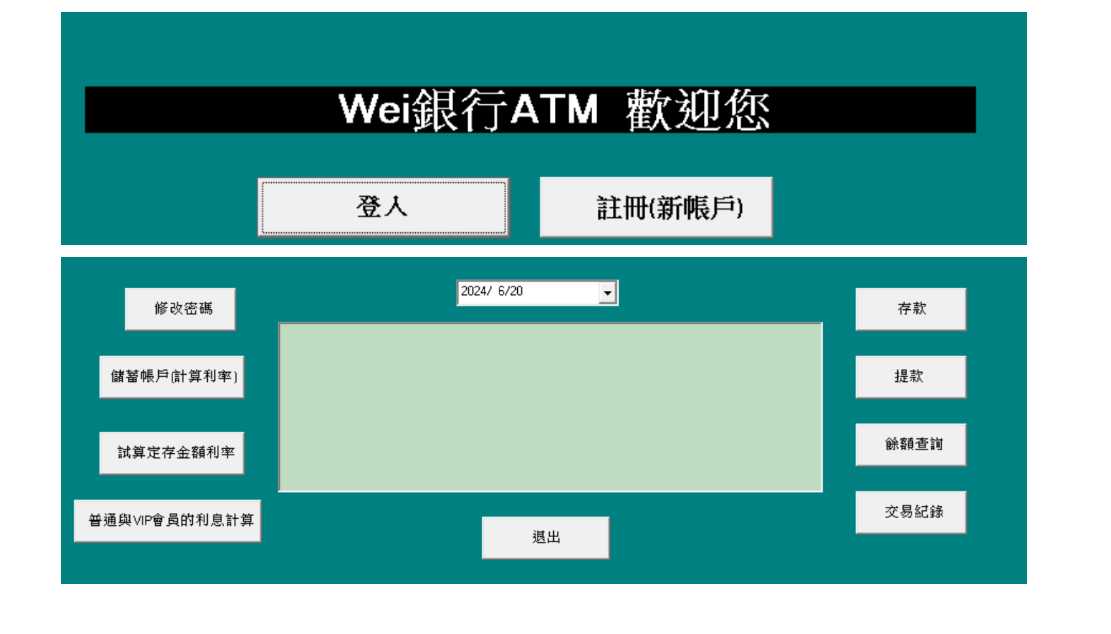 Wei銀行ATM 歡迎您
登入
註冊(新帳戶)
修改密碼
2024/ 6/20
存款
儲蓄帳戶(計算利率)
提款
試算定存金額利率
餘額查詢
普通與VIP會員的利息計算
交易紀錄
退出